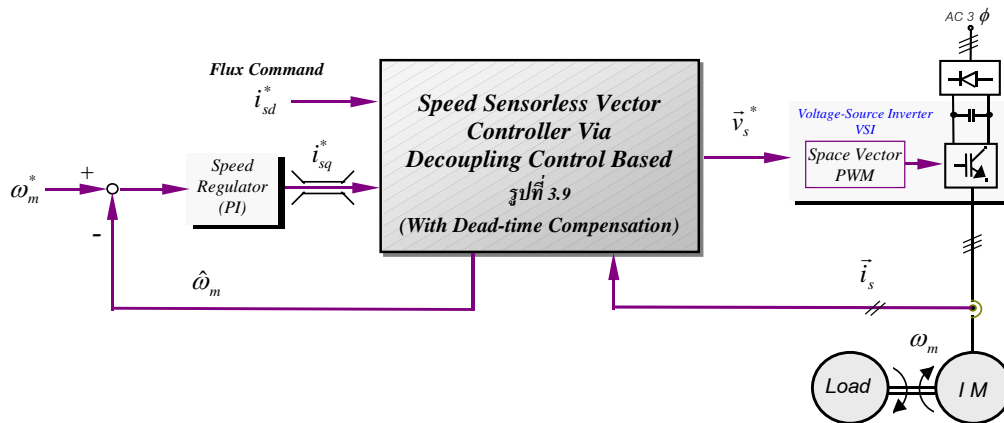 AC 3 ϕ
Flux Command
i*sd
Speed Sensorless Vector
Controller Via
Decoupling Control Based
รูปที่ 3.9
(With Dead-time Compensation)
v⃗s*
Voltage-Source Inverter
VSI
Space Vector
PWM
ω*m
+
-
Speed
Regulator
(PI)
i*sq
ω̂m
i⃗s
ωm
Load
I M